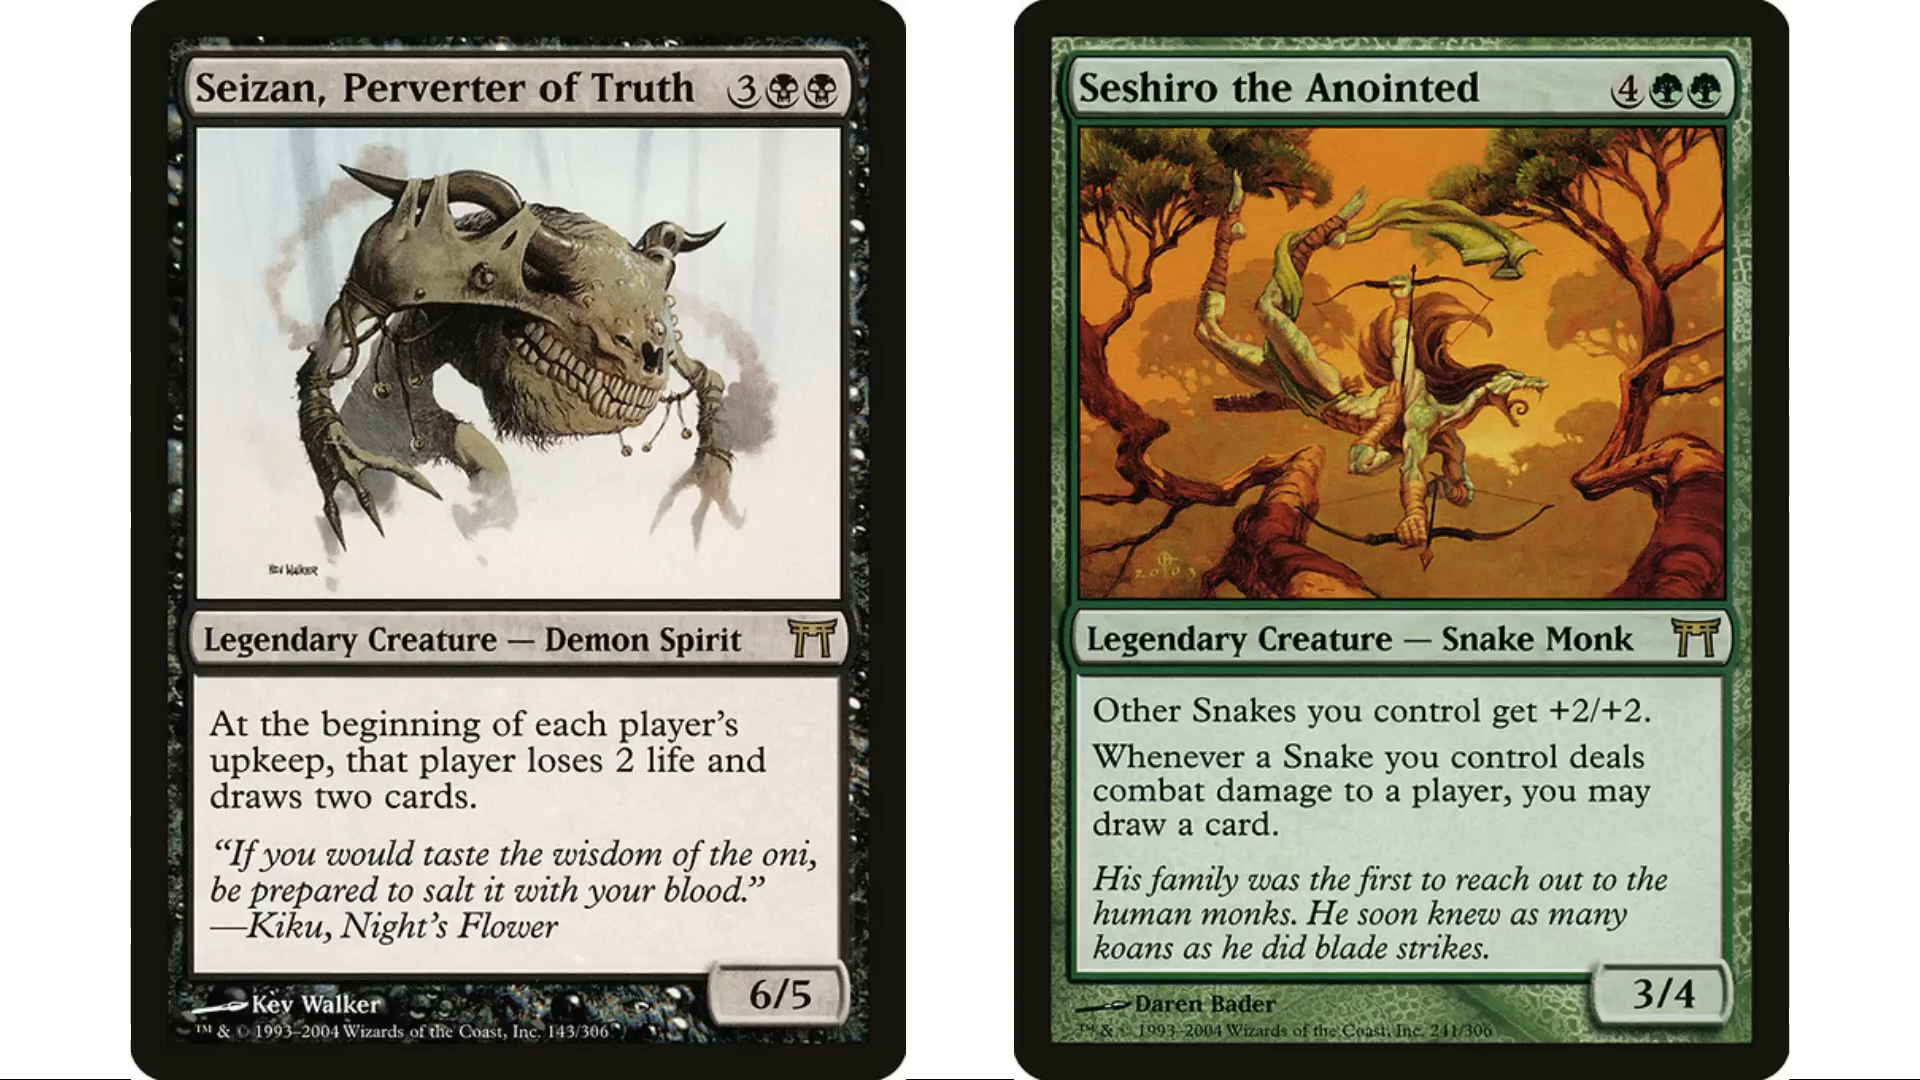 Seizan, Perverter of Truth 3
KEV WALKER
Legendary Creature — Demon Spirit
At the beginning of each player's
upkeep, that player loses 2 life and
draws two cards.
“If you would taste the wisdom of the oni,
be prepared to salt it with your blood.”
—Kiku, Night's Flower
6/5
Kev Walker
™ & © 1993–2004 Wizards of the Coast, Inc. 143/306
Seshiro the Anointed 4
2003
Legendary Creature — Snake Monk
Other Snakes you control get +2/+2.
Whenever a Snake you control deals
combat damage to a player, you may
draw a card.
His family was the first to reach out to the
human monks. He soon knew as many
koans as he did blade strikes.
3/4
Daren Bader
™ & © 1993–2004 Wizards of the Coast, Inc. 241/306